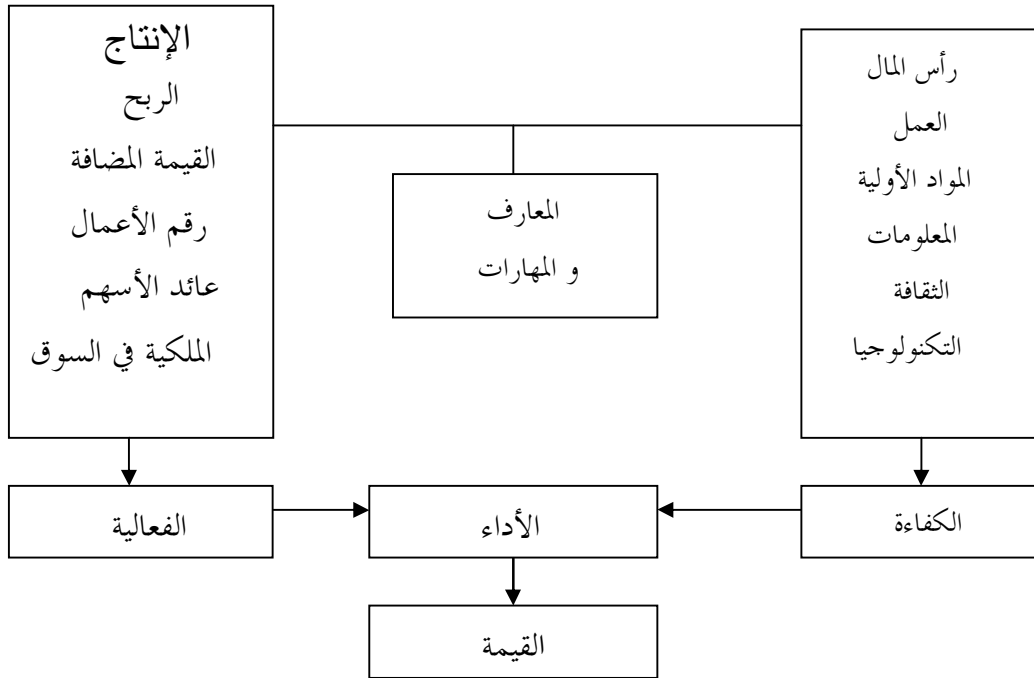 رأس المال
العمل
المواد الأولية
المعلومات
الثقافة
التكنولوجيا
المعارف
و المهارات
الإنتاج
الربح
القيمة المضافة
رقم الأعمال
عائد الأسهم
الملكية في السوق
الكفاءة
الأداء
الفعالية
القيمة